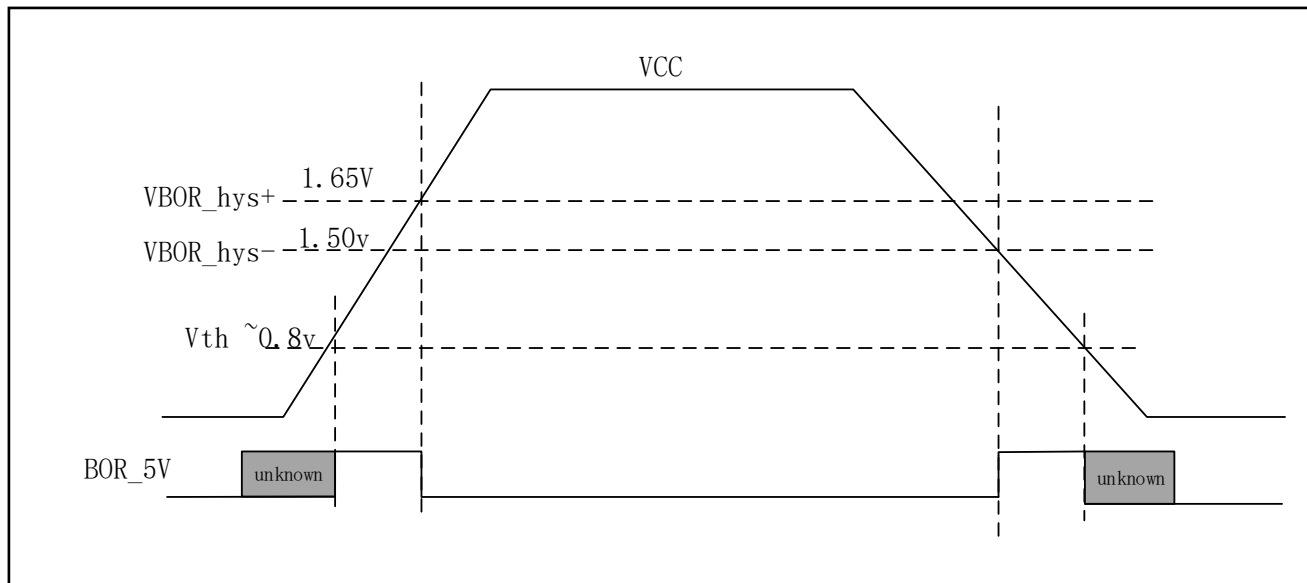 VCC
VBOR_hys+ 1.65V
VBOR_hys- 1.50v
Vth ~0.8v
BOR_5V unknown unknown